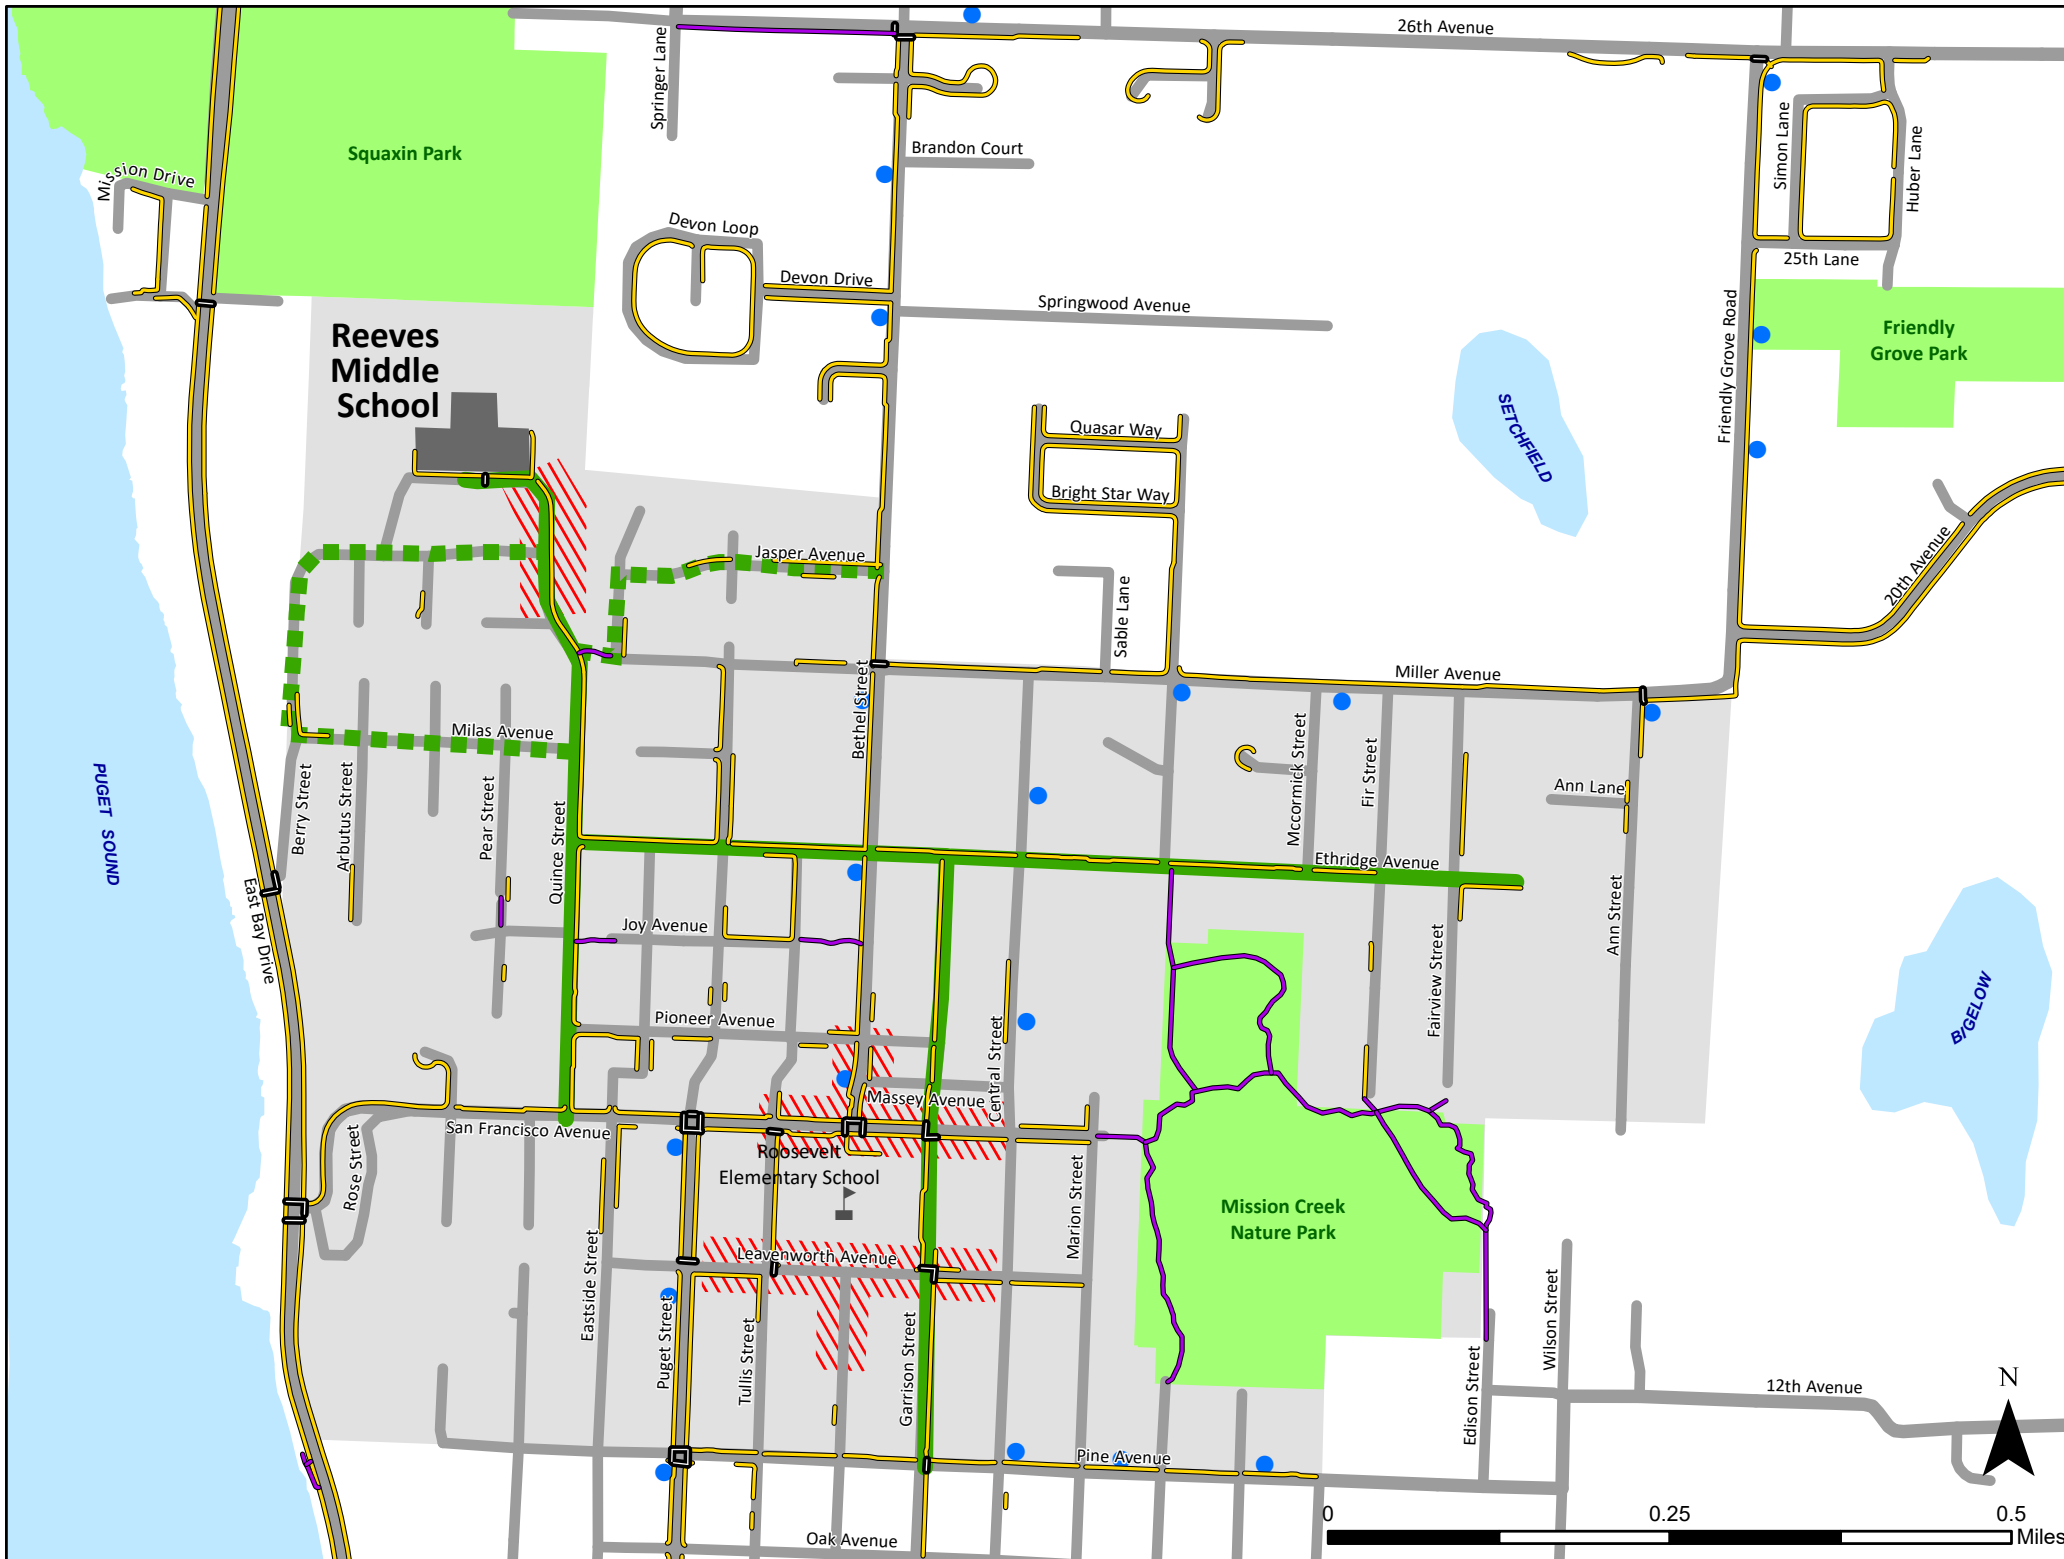 26th Avenue
Springer Lane
Squaxin Park
Mission Drive
Brandon Court
Simon Lane
Huber Lane
Devon Loop
Devon Drive
25th Lane
Springwood Avenue
Friendly Grove Road
Friendly
Grove Park
Reeves
Middle
School
SETCHFIELD
Quasar Way
Bright Star Way
20th Avenue
Jasper Avenue
Sable Lane
Miller Avenue
Bethel Street
Milas Avenue
PUGET SOUND
Berry Street
Arbutus Street
Pear Street
Quince Street
Mccormick Street
Fir Street
Ann Lane
Ethridge Avenue
East Bay Drive
Joy Avenue
Ann Street
Fairview Street
BIGELOW
Pioneer Avenue
Central Street
Massey Avenue
San Francisco Avenue
Rose Street
Roosevelt
Elementary School
Marion Street
Mission Creek
Nature Park
Leavenworth Avenue
Eastside Street
Puget Street
Tullis Street
Garrison Street
Edison Street
Wilson Street
12th Avenue
N
Pine Avenue
Oak Avenue
0
0.25
0.5
Miles